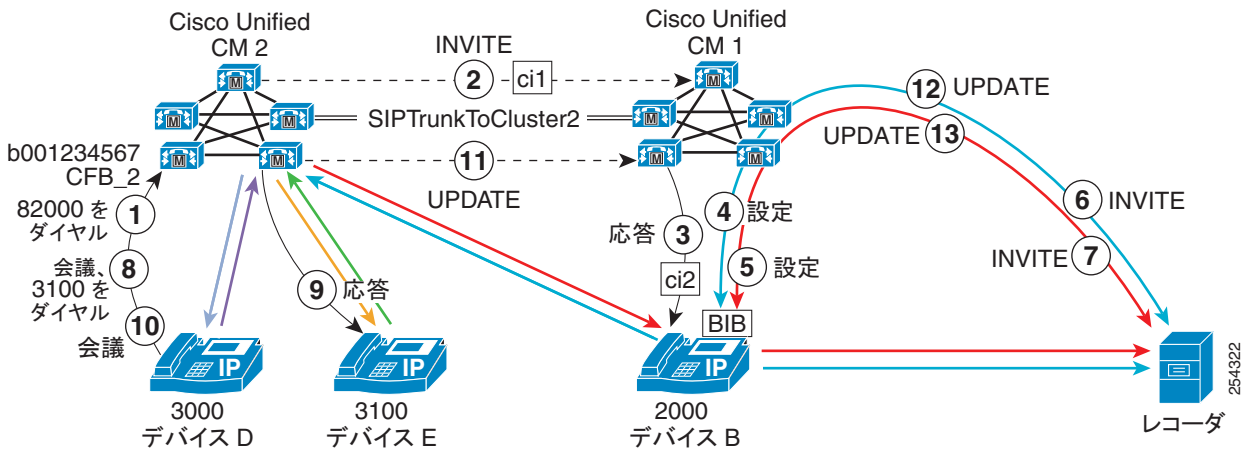 Cisco Unified
CM 2
Cisco Unified
CM 1
INVITE
2
ci1
12 UPDATE
SIPTrunkToCluster2
UPDATE 13
b001234567
CFB_2
11
UPDATE
1
82000 を
ダイヤル
応答 3
ci2
4 設定
5 設定
6 INVITE
INVITE 7
8
会議、
3100 を
ダイヤル
9 応答
10
会議
BIB
M
M
M
M
M
M
M
M
M
M
IP
IP
IP
3000
デバイス D
3100
デバイス E
2000
デバイス B
レコーダ
254322